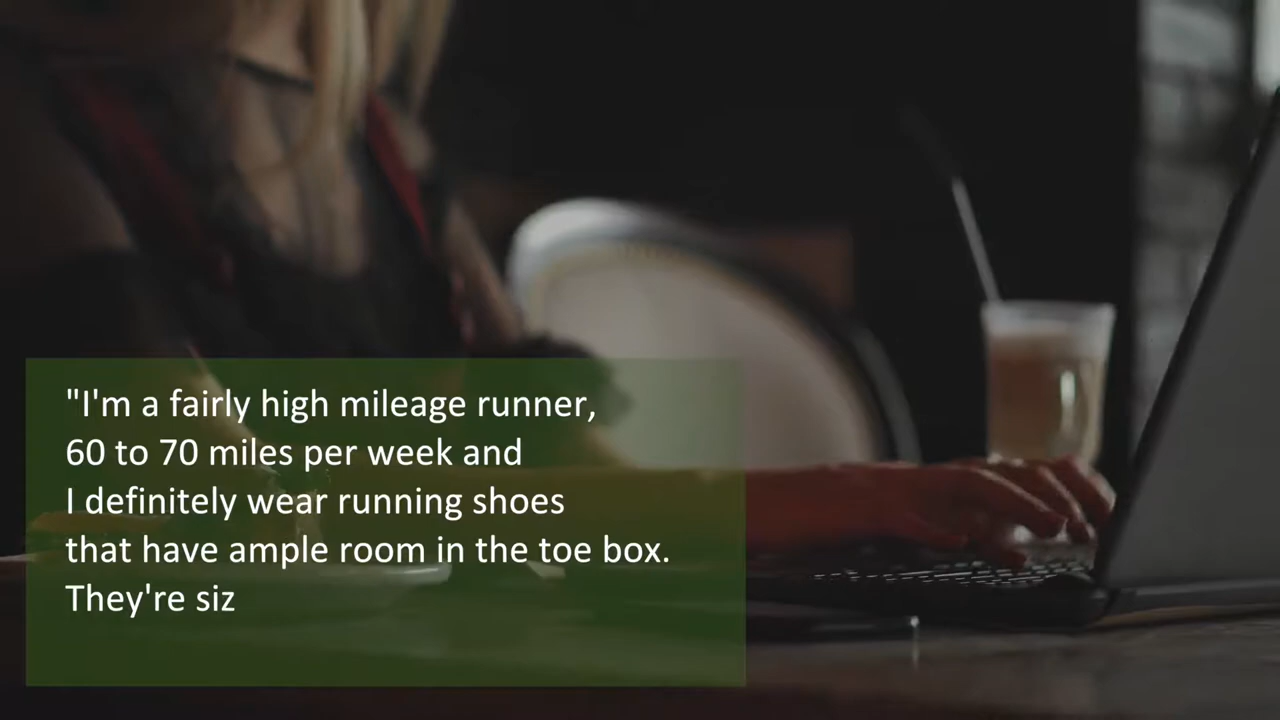 "I'm a fairly high mileage runner,
60 to 70 miles per week and
I definitely wear running shoes
that have ample room in the toe box.
They're siz